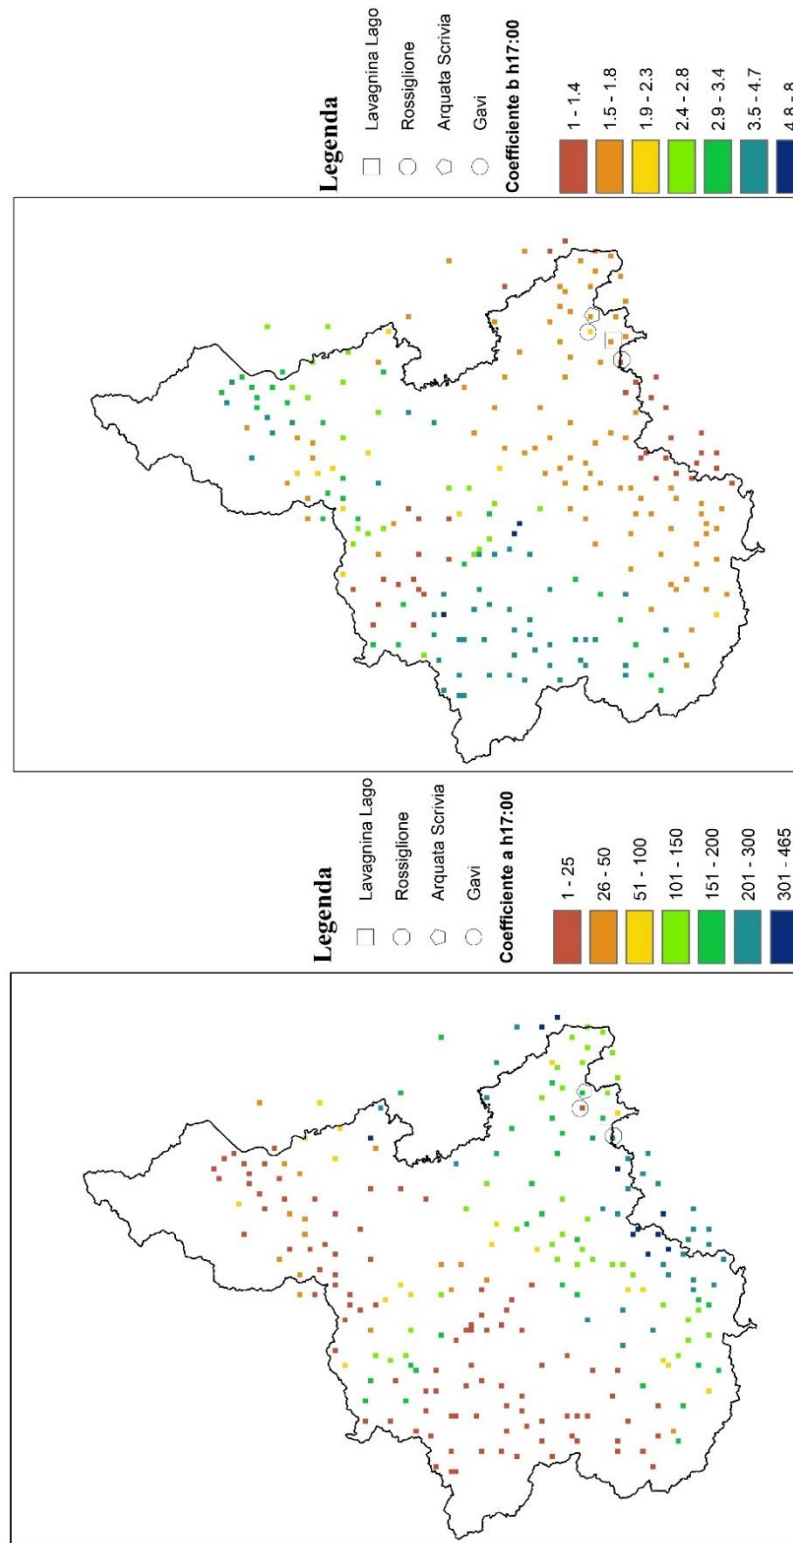 Legenda
Lavagnina Lago
Rossiglione
Arquata Scrivia
Gavi
Coefficiente a h17:00
1 - 25
26 - 50
51 - 100
101 - 150
151 - 200
201 - 300
301 - 465
Legenda
Lavagnina Lago
Rossiglione
Arquata Scrivia
Gavi
Coefficiente b h17:00
1 - 1.4
1.5 - 1.8
1.9 - 2.3
2.4 - 2.8
2.9 - 3.4
3.5 - 4.7
4.8 - 8